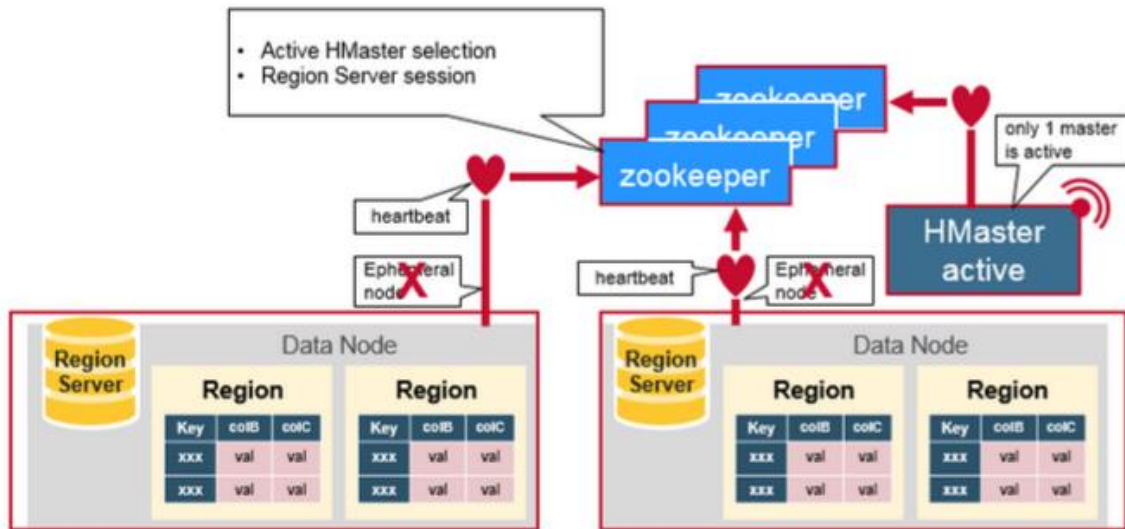 • Active HMaster selection
• Region Server session
zookeeper
zookeeper
zookeeper
only 1 master
is active
HMaster
active
heartbeat
Ephemeral
node
heartbeat
Ephemeral
node
Region
Server
Data Node
Region
Key colB colC
xxx val val
xxx val val
Region
Key colB colC
xxx val val
xxx val val
Region
Server
Data Node
Region
Key colB colC
xxx val val
xxx val val
Region
Key colB colC
xxx val val
xxx val val